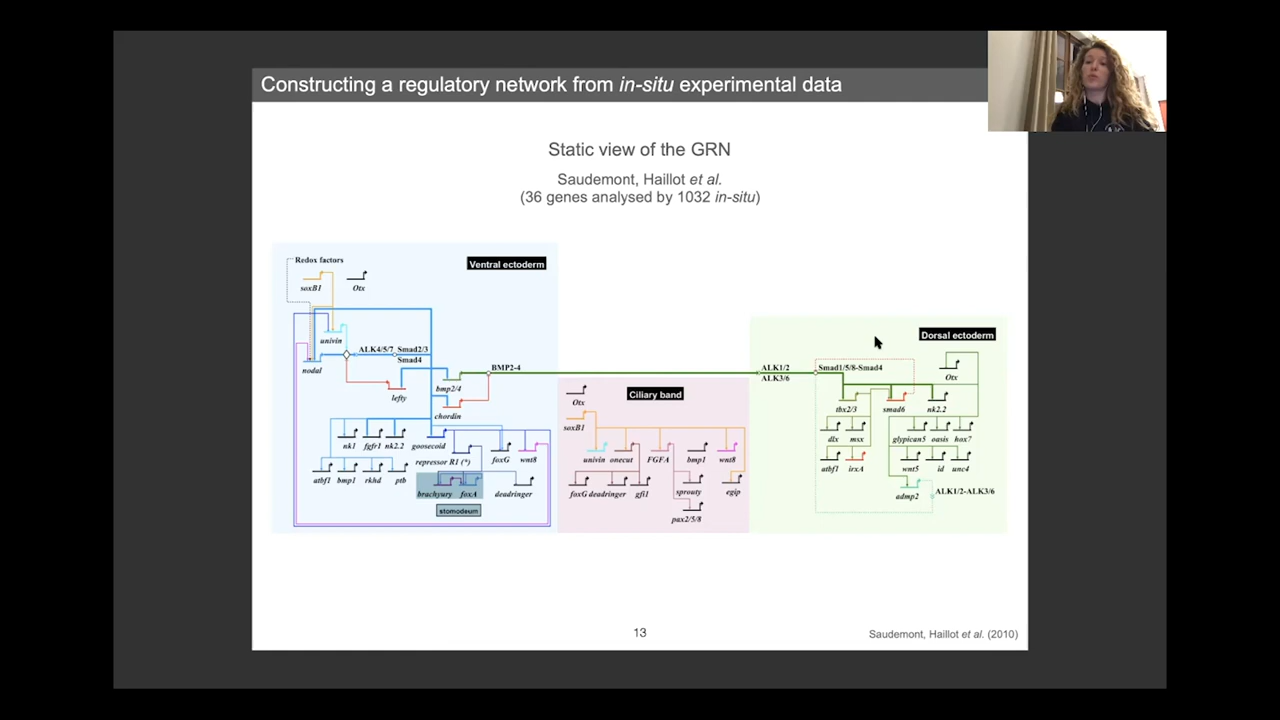 Constructing a regulatory network from in-situ experimental data
Static view of the GRN
Saudemont, Haillot et al.
(36 genes analysed by 1032 in-situ)
Redox factors
Ventral ectoderm
soxB1 Otx
univin
ALK4/5/7 Smad2/3
Smad4
nodal
lefty
bmp2/4
chordin
BMP2-4
nk1 fgfr1 nk2.2 goosecoid
repressor R1 (*)
foxG wnt8
atbf1 bmp1 rkhd ptb
brachyury foxA
deadringer
stomodeum
Ciliary band
Otx
soxB1
univin onecut FGFA bmp1 wnt8
foxG deadringer gfi1 sprouty egip
pax2/5/8
Dorsal ectoderm
ALK1/2
ALK3/6
Smad1/5/8-Smad4
Otx
tbx2/3 smad6 nk2.2
dlx msx glypican5 oasis hox7
atbf1 irxA wnt5 id unc4
admp2
ALK1/2-ALK3/6
13
Saudemont, Haillot et al. (2010)